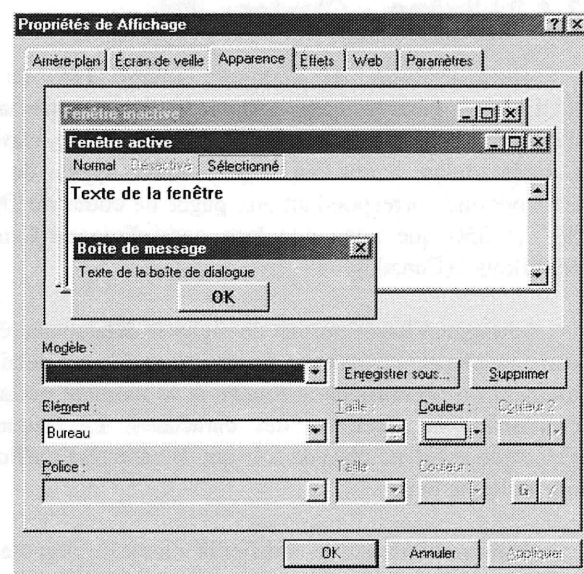 Propriétés de Affichage ? ×
Arrière-plan Écran de veille Apparence Effets Web Paramètres
Fenêtre inactive
Fenêtre active
Normal Désactivé Sélectionné
Texte de la fenêtre
Boîte de message
Texte de la boîte de dialogue
OK
Modèle :
Enregistrer sous... Supprimer
Elément : Taille : Couleur : Couleur 2
Bureau
Police : Taille Couleur :
G I
OK Annuler Appliquer